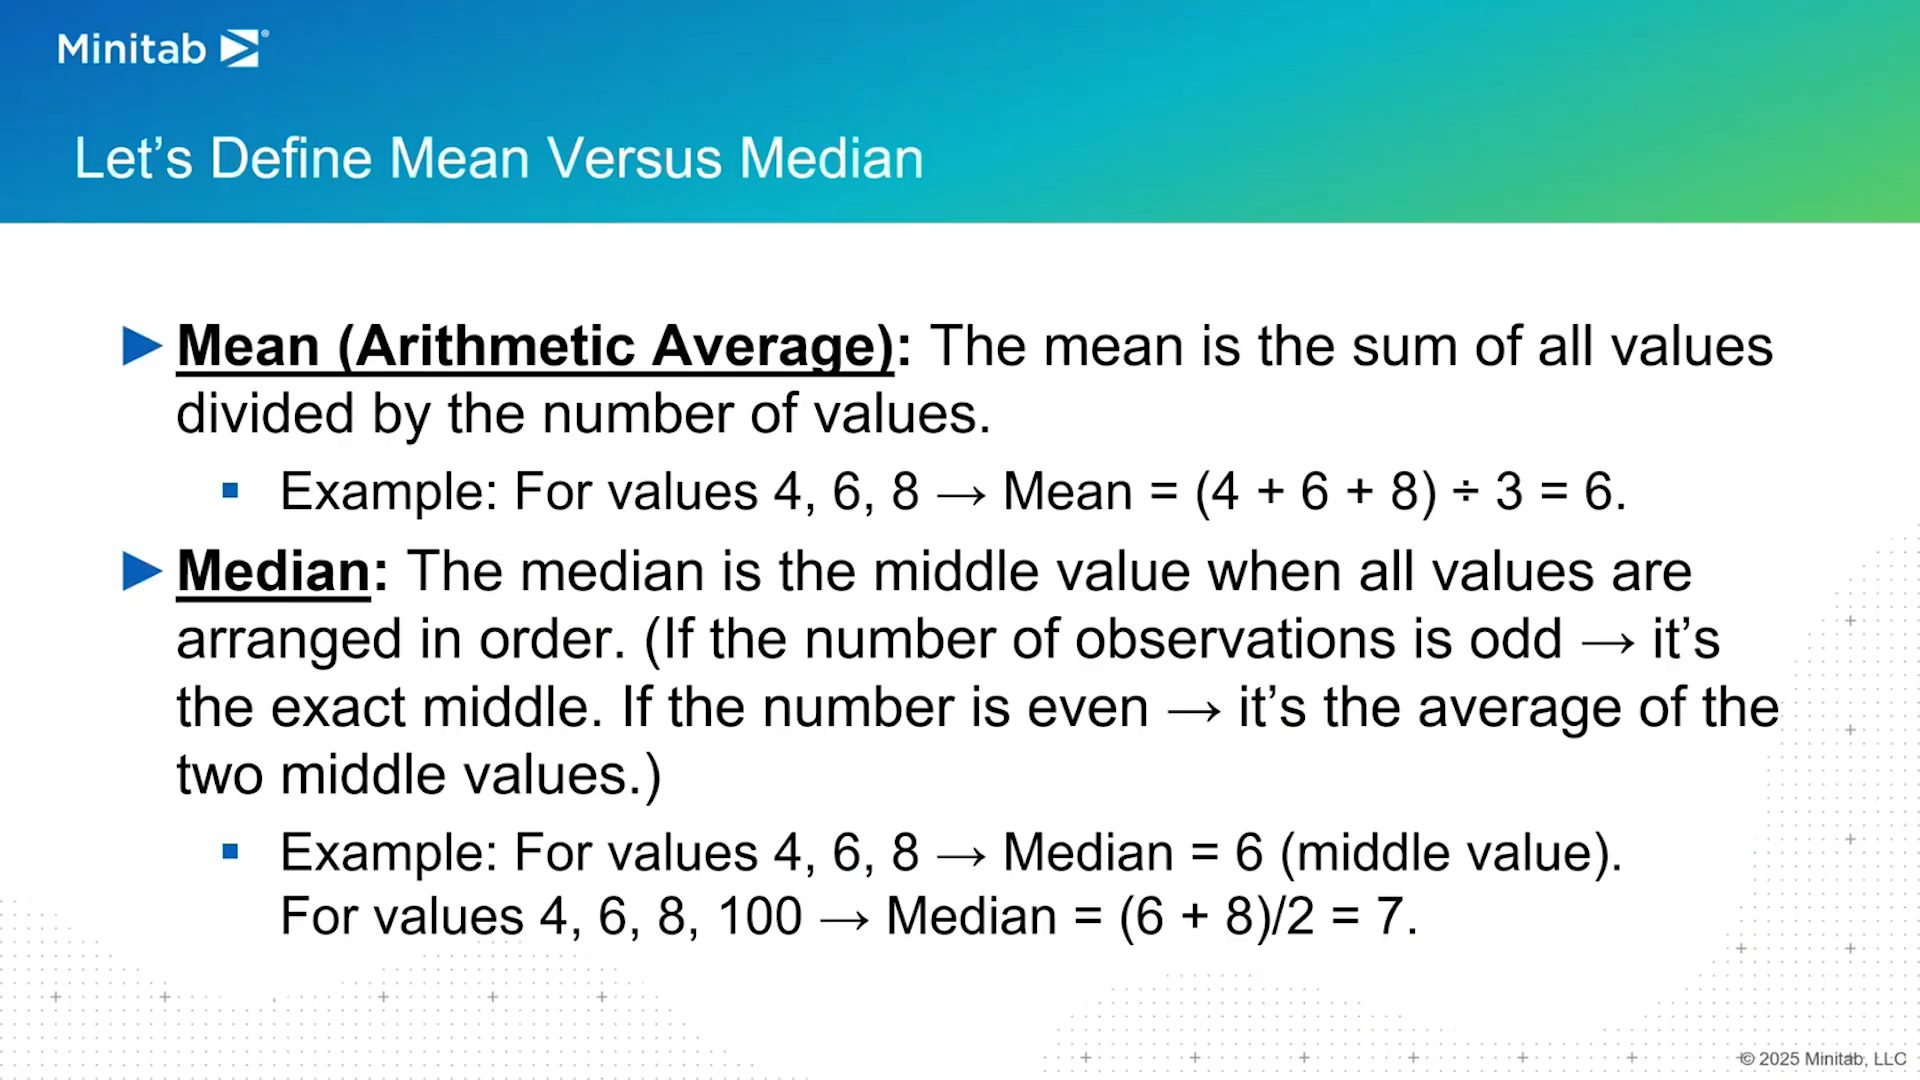 Minitab
Let’s Define Mean Versus Median
Mean (Arithmetic Average): The mean is the sum of all values
divided by the number of values.
Example: For values 4, 6, 8 → Mean = (4 + 6 + 8) ÷ 3 = 6.
Median: The median is the middle value when all values are
arranged in order. (If the number of observations is odd → it’s
the exact middle. If the number is even → it’s the average of the
two middle values.)
Example: For values 4, 6, 8 → Median = 6 (middle value).
For values 4, 6, 8, 100 → Median = (6 + 8)/2 = 7.
© 2025 Minitab, LLC